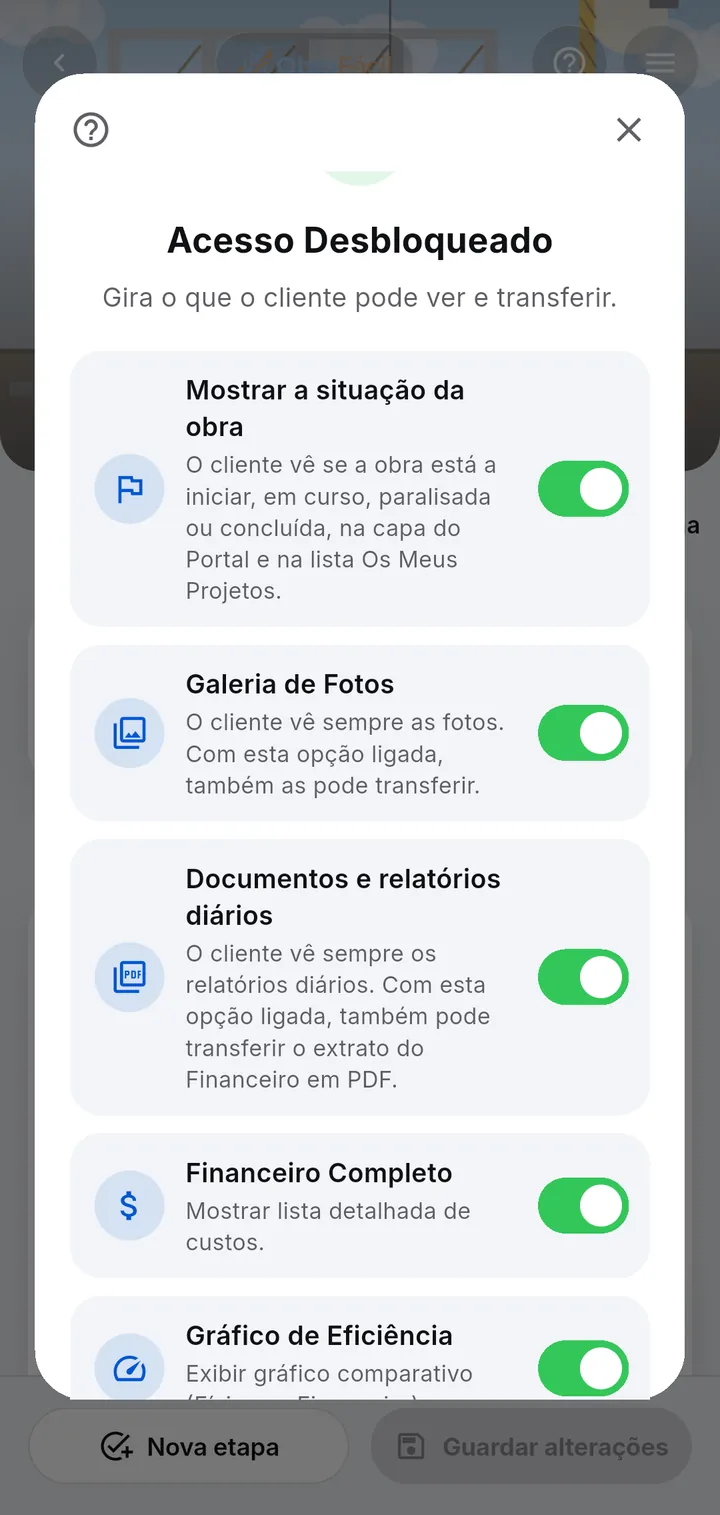 Acesso Desbloqueado
Gira o que o cliente pode ver e transferir.
Mostrar a situação da
obra
O cliente vê se a obra está a
iniciar, em curso, paralisada
ou concluída, na capa do
Portal e na lista Os Meus
Projetos.
Galeria de Fotos
O cliente vê sempre as fotos.
Com esta opção ligada,
também as pode transferir.
Documentos e relatórios
diários
O cliente vê sempre os
relatórios diários. Com esta
opção ligada, também pode
transferir o extrato do
Financeiro em PDF.
PDF
Financeiro Completo
Mostrar lista detalhada de
custos.
Gráfico de Eficiência
Exibir gráfico comparativo
Nova etapa
Guardar alterações